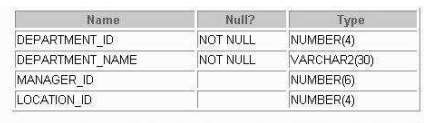 Name Null? Type
DEPARTMENT_ID NOT NULL NUMBER(4)
DEPARTMENT_NAME NOT NULL VARCHAR2(30)
MANAGER_ID NUMBER(6)
LOCATION_ID NUMBER(4)